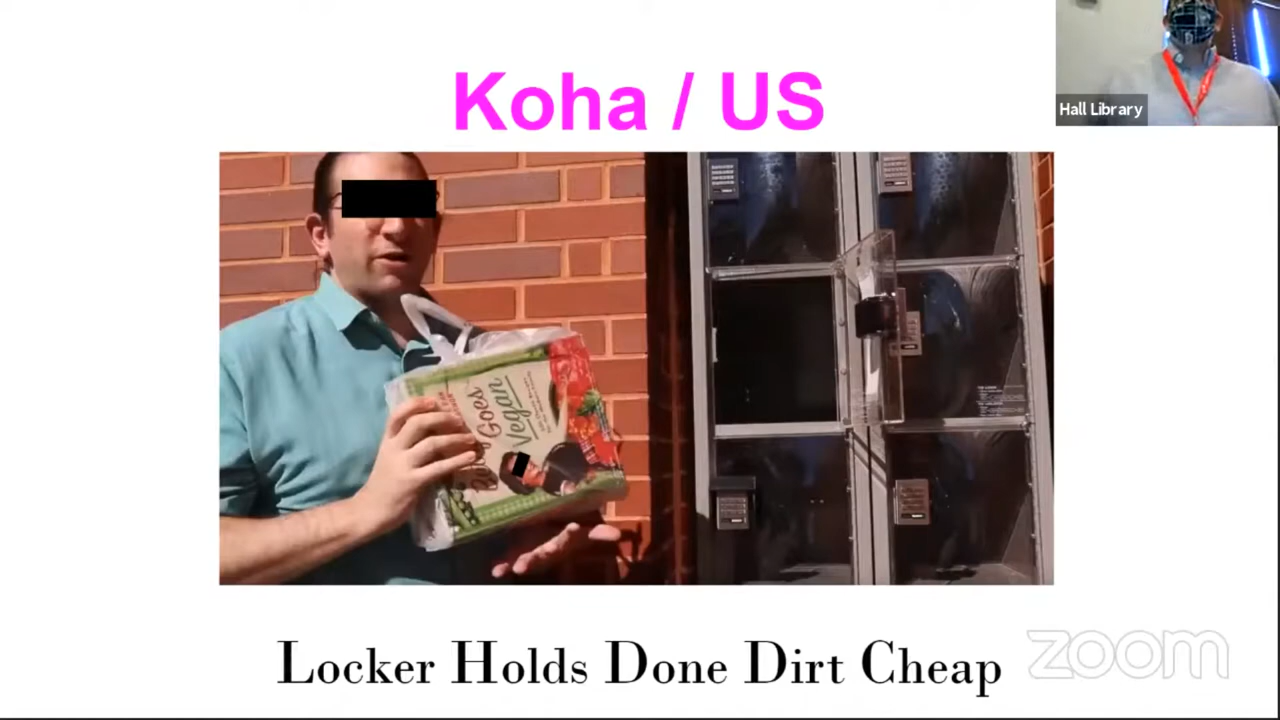 Koha / US
Hall Library
Goes
Vegan
Locker Holds Done Dirt Cheap
zoom